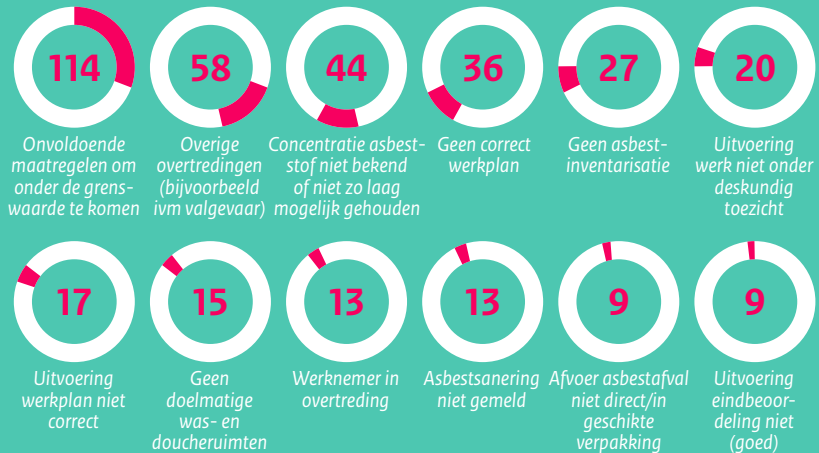 114
Onvoldoende
maatregelen om
onder de grens-
waarde te komen
58
Overige
overtredingen
(bijvoorbeeld
ivm valgevaar)
44
Concentratie asbest-
stof niet bekend
of niet zo laag
mogelijk gehouden
36
Geen correct
werkplan
27
Geen asbest-
inventarisatie
20
Uitvoering
werk niet onder
deskundig
toezicht
17
Uitvoering
werkplan niet
correct
15
Geen
doelmatige
was- en
doucheruimten
13
Werknemer in
overtreding
13
Asbestsanering
niet gemeld
9
Afvoer asbestafval
niet direct/in
geschikte
verpakking
9
Uitvoering
eindbeoor-
deling niet
(goed)